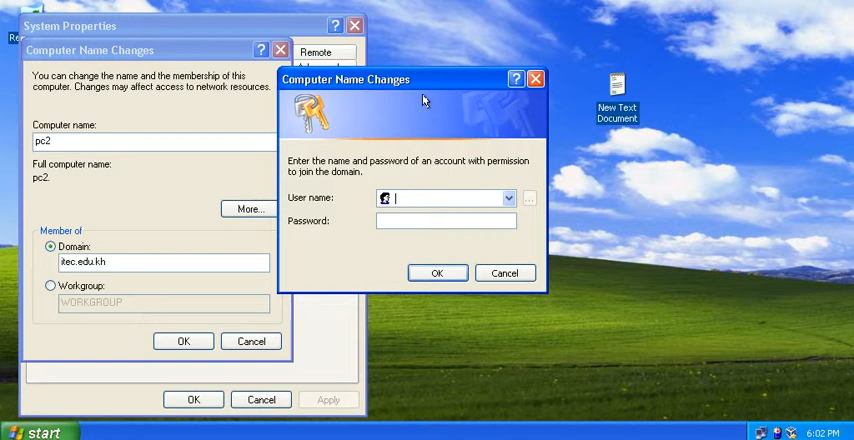 System Properties
Computer Name Changes
Remote
You can change the name and the membership of this
computer. Changes may affect access to network resources.
Computer name:
pc2
Full computer name:
pc2.
More...
Member of
Domain:
itec.edu.kh
Workgroup:
WORKGROUP
OK
Cancel
OK
Cancel
Apply
Computer Name Changes
Enter the name and password of an account with permission
to join the domain.
User name:
Password:
...
OK
Cancel
New Text
Document
start
6:02 PM